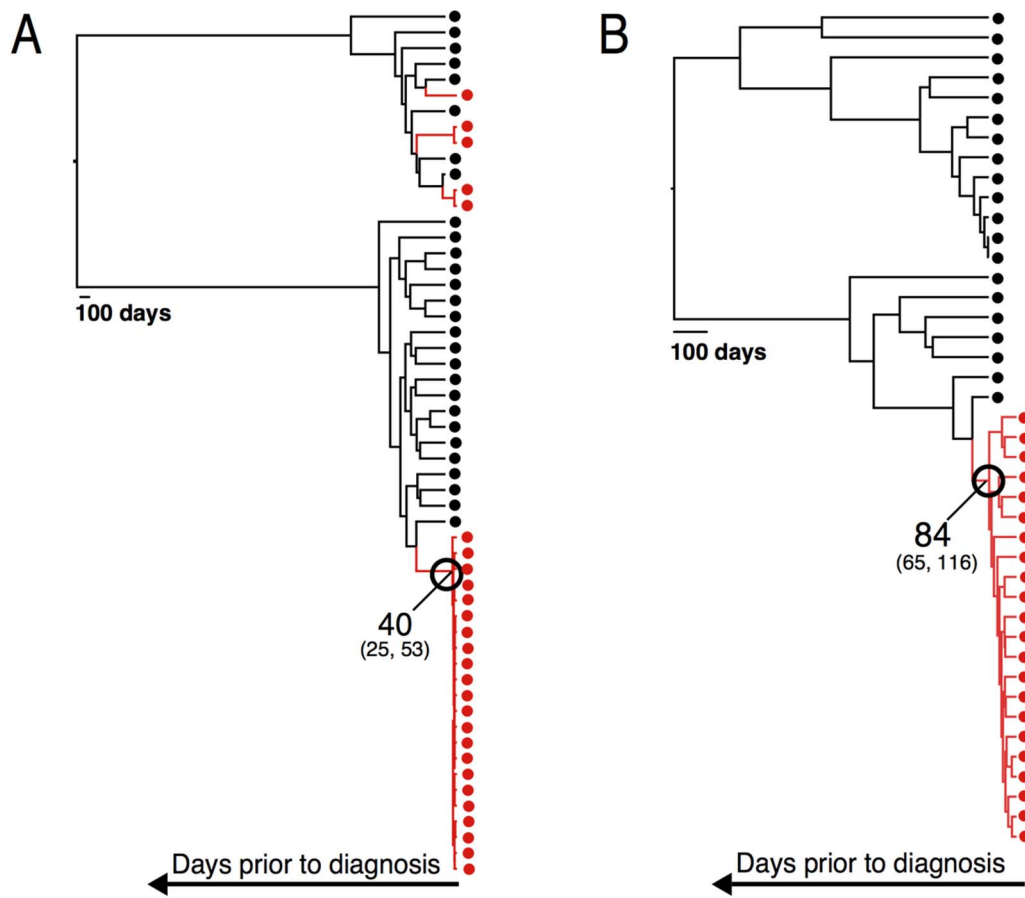 A
B
100 days
100 days
84
(65, 116)
40
(25, 53)
Days prior to diagnosis
Days prior to diagnosis